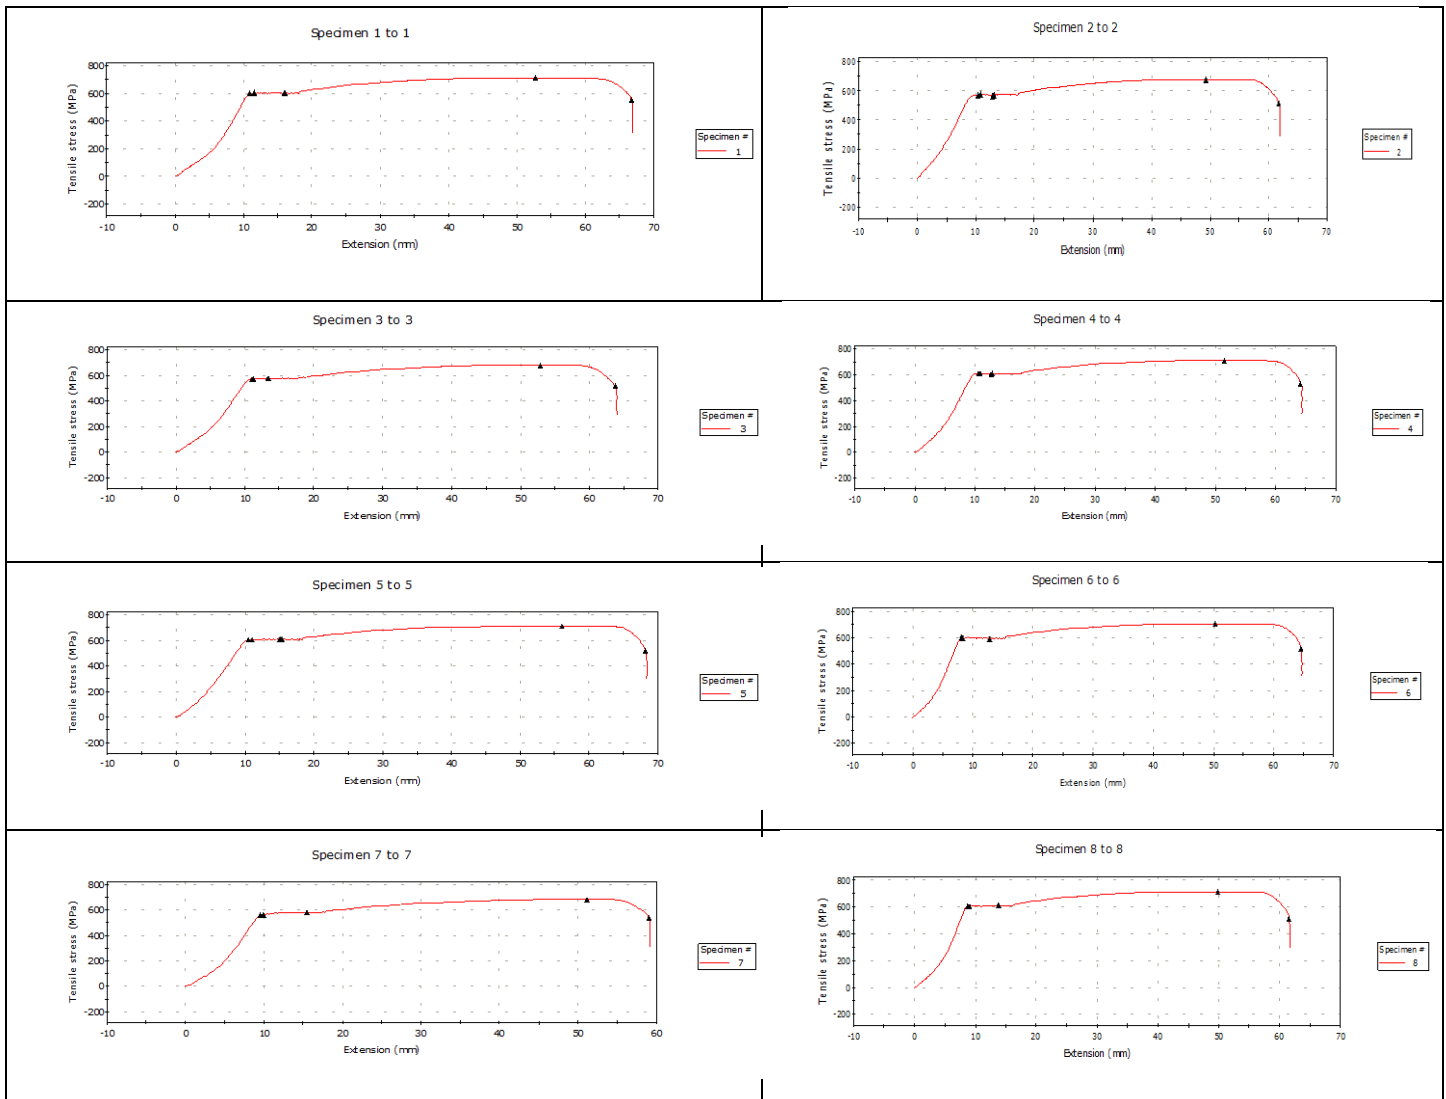 Specimen 1 to 1
Tensile stress (MPa)
800
600
400
200
0
-200
-10 0 10 20 30 40 50 60 70
Extension (mm)
Specimen #
1
Specimen 2 to 2
Tensile stress (MPa)
800
600
400
200
0
-200
-10 0 10 20 30 40 50 60 70
Extension (mm)
Specimen #
2
Specimen 3 to 3
Tensile stress (MPa)
800
600
400
200
0
-200
-10 0 10 20 30 40 50 60 70
Extension (mm)
Specimen #
3
Specimen 4 to 4
Tensile stress (MPa)
800
600
400
200
0
-200
-10 0 10 20 30 40 50 60 70
Extension (mm)
Specimen #
4
Specimen 5 to 5
Tensile stress (MPa)
800
600
400
200
0
-200
-10 0 10 20 30 40 50 60 70
Extension (mm)
Specimen #
5
Specimen 6 to 6
Tensile stress (MPa)
800
600
400
200
0
-200
-10 0 10 20 30 40 50 60 70
Extension (mm)
Specimen #
6
Specimen 7 to 7
Tensile stress (MPa)
800
600
400
200
0
-200
-10 0 10 20 30 40 50 60
Extension (mm)
Specimen #
7
Specimen 8 to 8
Tensile stress (MPa)
800
600
400
200
0
-200
-10 0 10 20 30 40 50 60 70
Extension (mm)
Specimen #
8